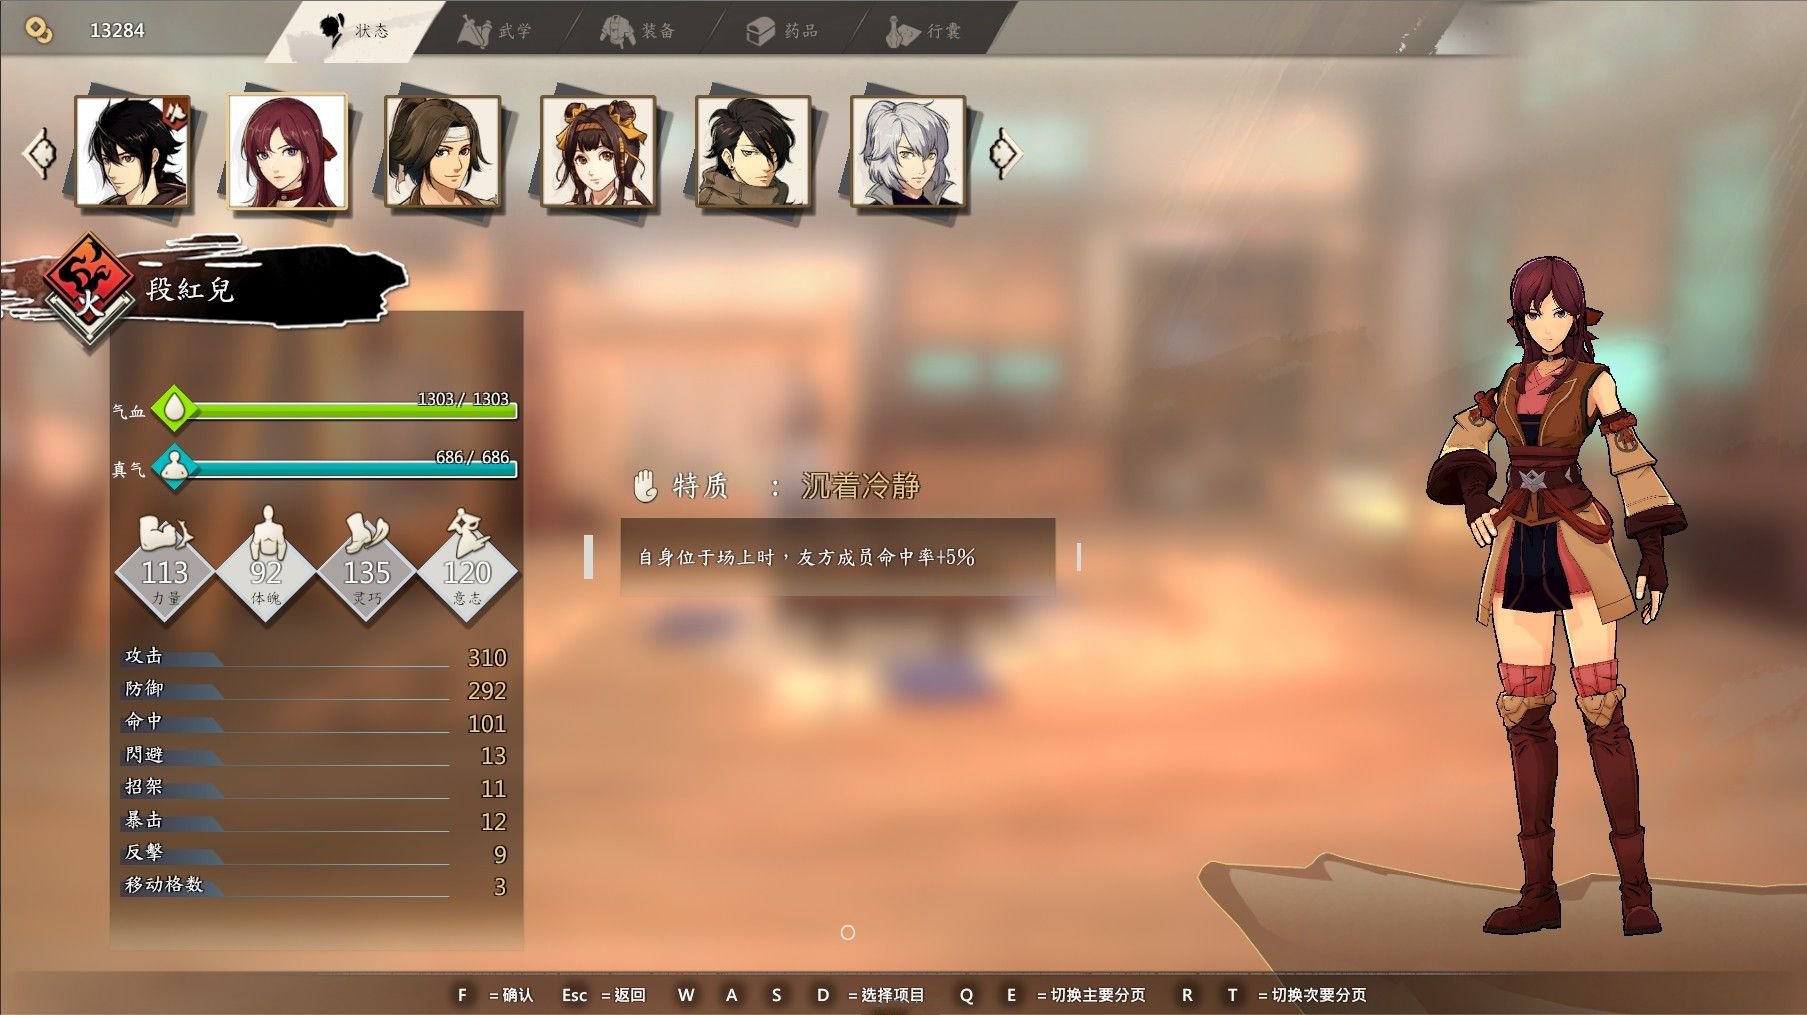 13284
状态
武学
装备
药品
行囊
火
段紅兒
气血
1303 / 1303
真气
686 / 686
113
92
135
120
力量
体魄
灵巧
意志
攻击 310
防御 292
命中 101
閃避 13
招架 11
暴击 12
反擊 9
移动格数 3
特质 : 沉着冷静
自身位于场上时，友方成员命中率+5%
F =确认 Esc =返回 W A S D =选择项目 Q E =切换主要分页 R T =切换次要分页